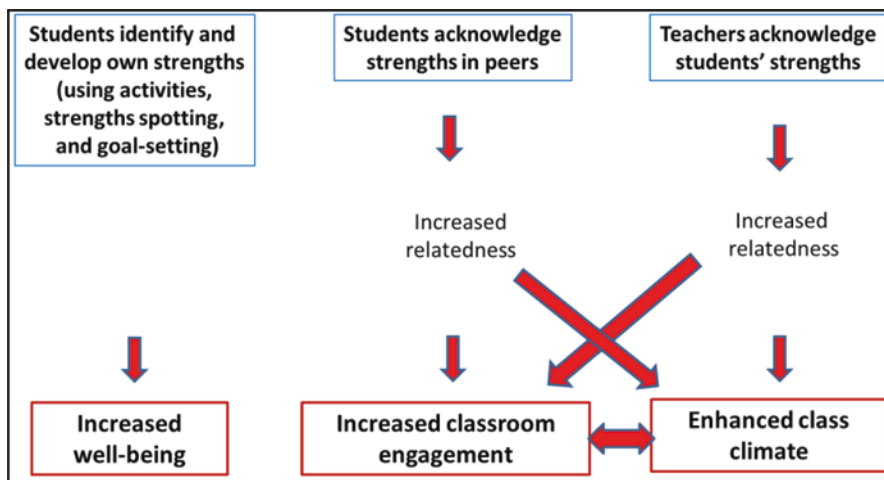 Students identify and
develop own strengths
(using activities,
strengths spotting,
and goal-setting)
Students acknowledge
strengths in peers
Teachers acknowledge
students’ strengths
Increased
relatedness
Increased
relatedness
Increased
well-being
Increased classroom
engagement
Enhanced class
climate